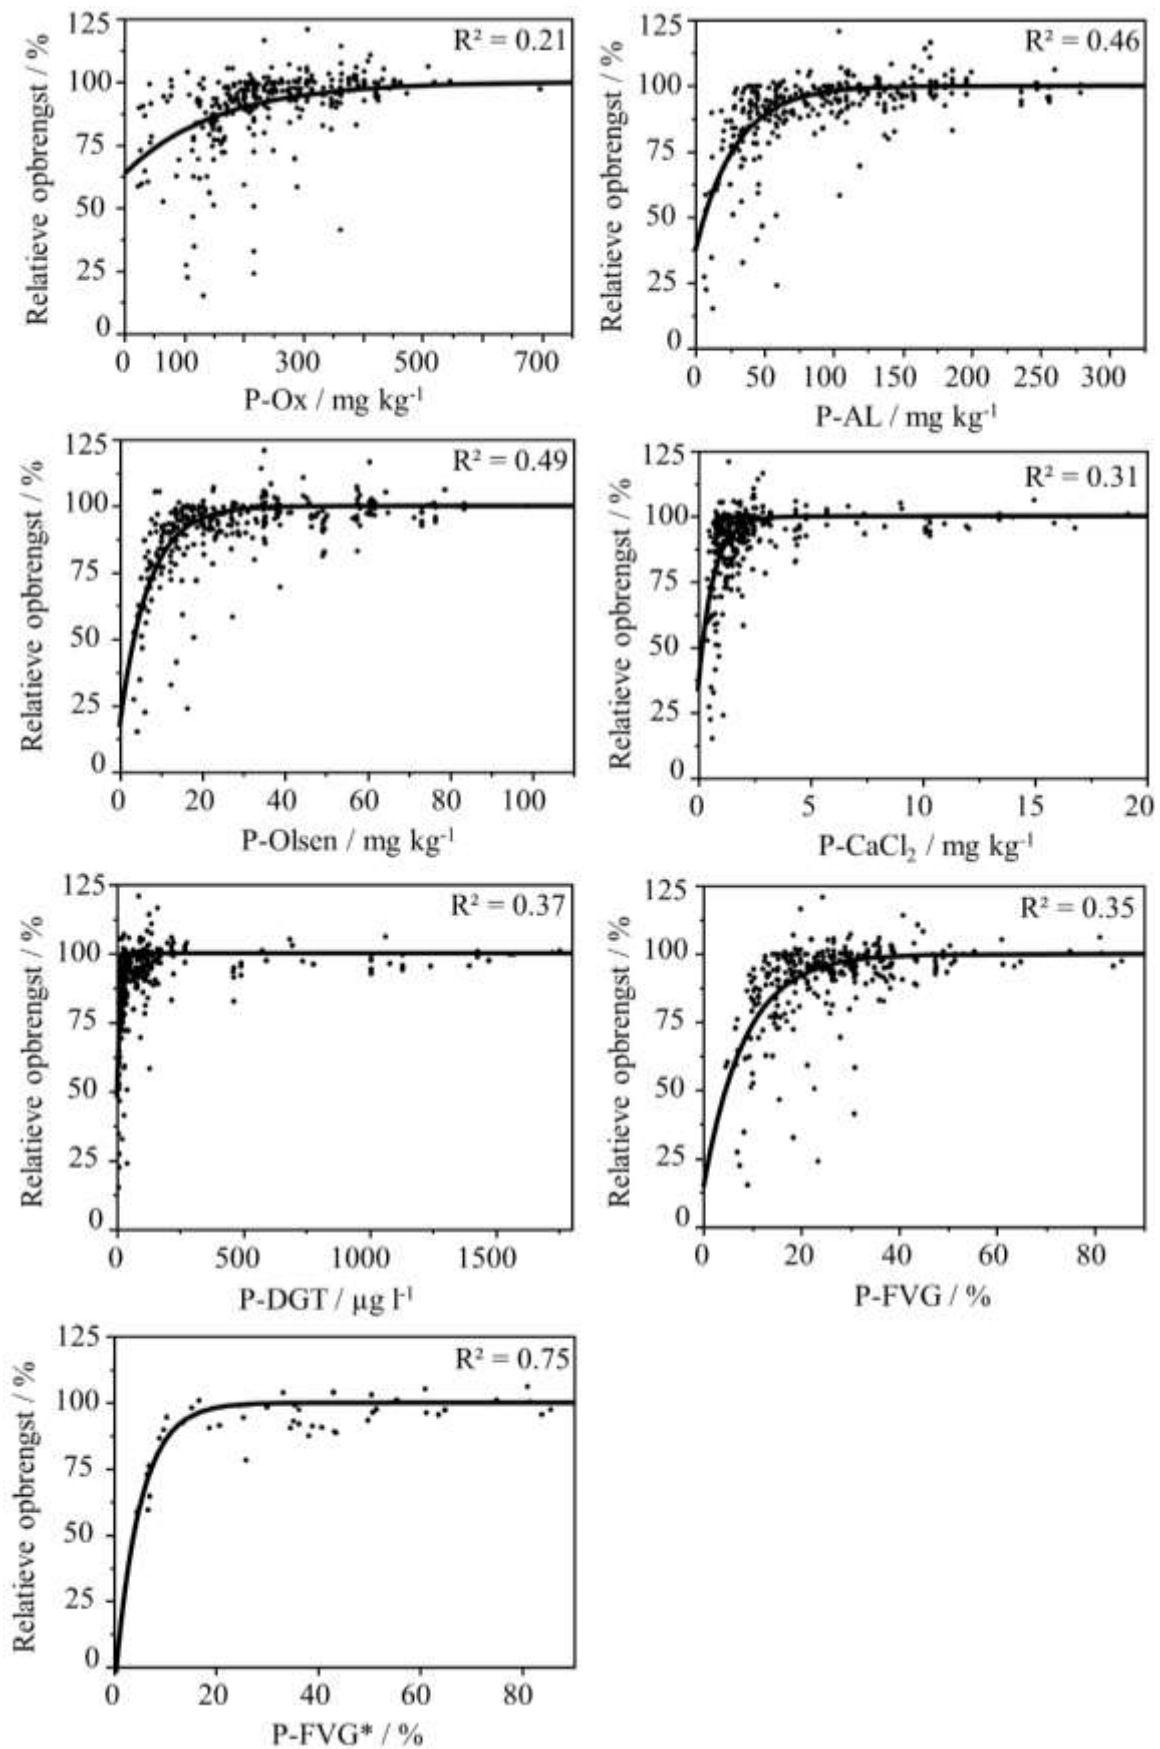 125
100
75
50
25
0
Relatieve opbrengst / %
R² = 0.21
0 100 300 500 700
P-Ox / mg kg⁻¹
125
100
75
50
25
0
Relatieve opbrengst / %
R² = 0.46
0 50 100 150 200 250 300
P-AL / mg kg⁻¹
125
100
75
50
25
0
Relatieve opbrengst / %
R² = 0.49
0 20 40 60 80 100
P-Olsen / mg kg⁻¹
125
100
75
50
25
0
Relatieve opbrengst / %
R² = 0.31
0 5 10 15 20
P-CaCl₂ / mg kg⁻¹
125
100
75
50
25
0
Relatieve opbrengst / %
R² = 0.37
0 500 1000 1500
P-DGT / µg l⁻¹
125
100
75
50
25
0
Relatieve opbrengst / %
R² = 0.35
0 20 40 60 80
P-FVG / %
125
100
75
50
25
0
Relatieve opbrengst / %
R² = 0.75
0 20 40 60 80
P-FVG* / %